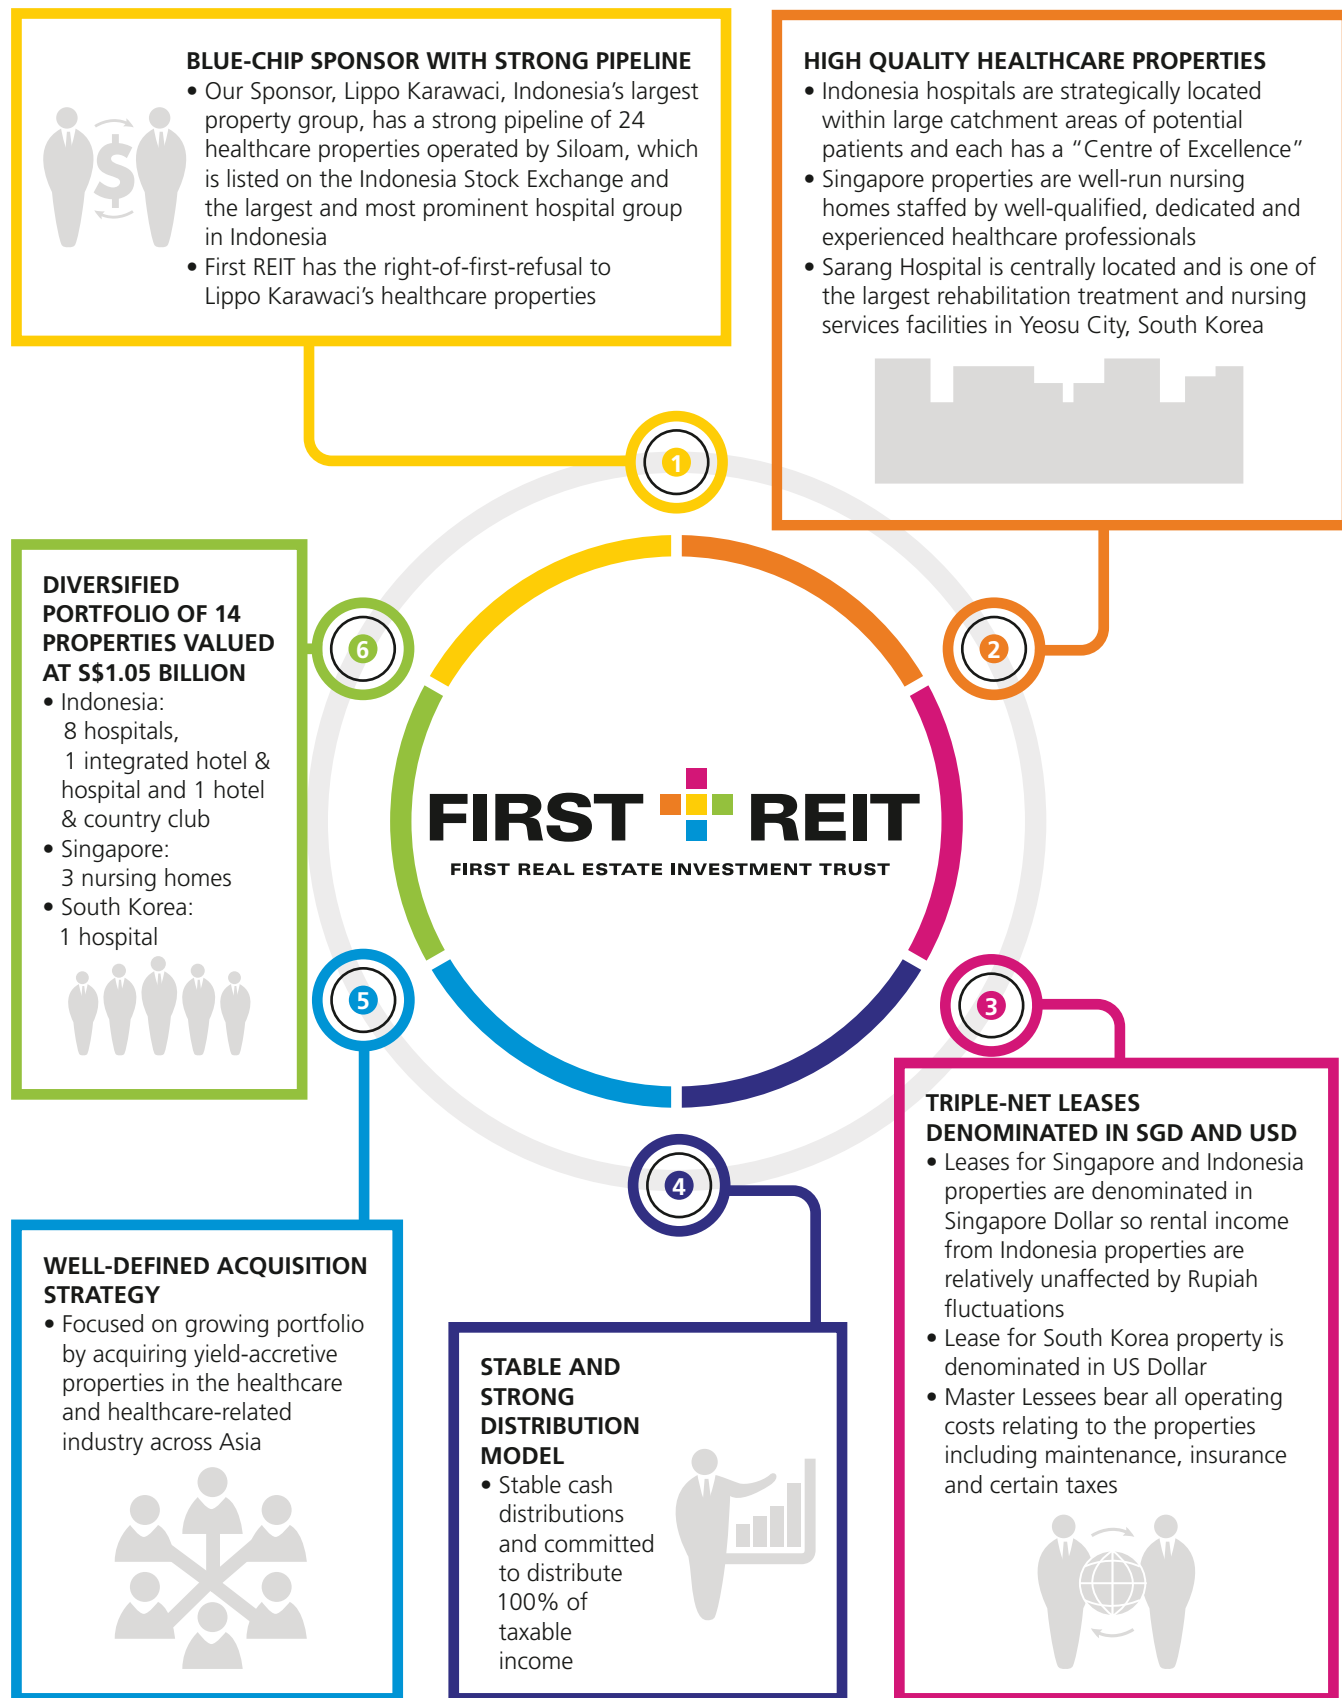 BLUE-CHIP SPONSOR WITH STRONG PIPELINE
• Our Sponsor, Lippo Karawaci, Indonesia’s largest
property group, has a strong pipeline of 24
healthcare properties operated by Siloam, which
is listed on the Indonesia Stock Exchange and
the largest and most prominent hospital group
in Indonesia
• First REIT has the right-of-first-refusal to
Lippo Karawaci’s healthcare properties
$
1
HIGH QUALITY HEALTHCARE PROPERTIES
• Indonesia hospitals are strategically located
within large catchment areas of potential
patients and each has a “Centre of Excellence”
• Singapore properties are well-run nursing
homes staffed by well-qualified, dedicated and
experienced healthcare professionals
• Sarang Hospital is centrally located and is one of
the largest rehabilitation treatment and nursing
services facilities in Yeosu City, South Korea
2
FIRST REIT
FIRST REAL ESTATE INVESTMENT TRUST
3
TRIPLE-NET LEASES
DENOMINATED IN SGD AND USD
• Leases for Singapore and Indonesia
properties are denominated in
Singapore Dollar so rental income
from Indonesia properties are
relatively unaffected by Rupiah
fluctuations
• Lease for South Korea property is
denominated in US Dollar
• Master Lessees bear all operating
costs relating to the properties
including maintenance, insurance
and certain taxes
4
STABLE AND
STRONG
DISTRIBUTION
MODEL
• Stable cash
distributions
and committed
to distribute
100% of
taxable
income
5
WELL-DEFINED ACQUISITION
STRATEGY
• Focused on growing portfolio
by acquiring yield-accretive
properties in the healthcare
and healthcare-related
industry across Asia
6
DIVERSIFIED
PORTFOLIO OF 14
PROPERTIES VALUED
AT S$1.05 BILLION
• Indonesia:
8 hospitals,
1 integrated hotel &
hospital and 1 hotel
& country club
• Singapore:
3 nursing homes
• South Korea:
1 hospital